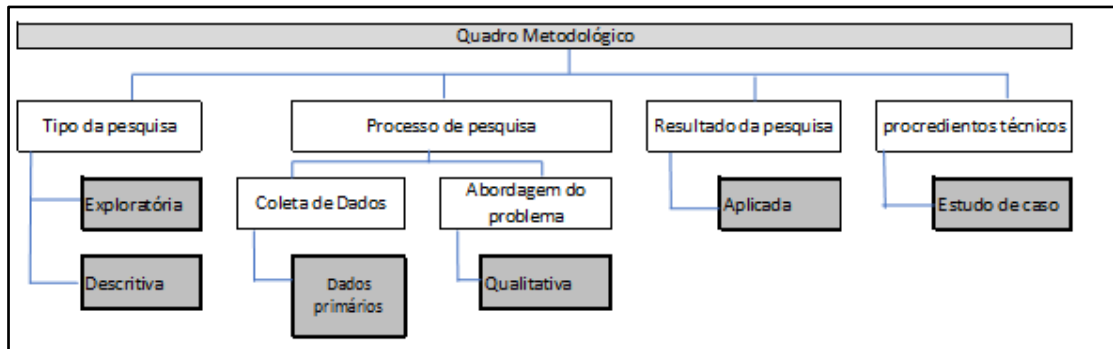 Quadro Metodológico
Tipo da pesquisa
Processo de pesquisa
Resultado da pesquisa
procredientos técnicos
Exploratória
Coleta de Dados
Abordagem do
problema
Aplicada
Estudo de caso
Descritiva
Dados
primários
Qualitativa